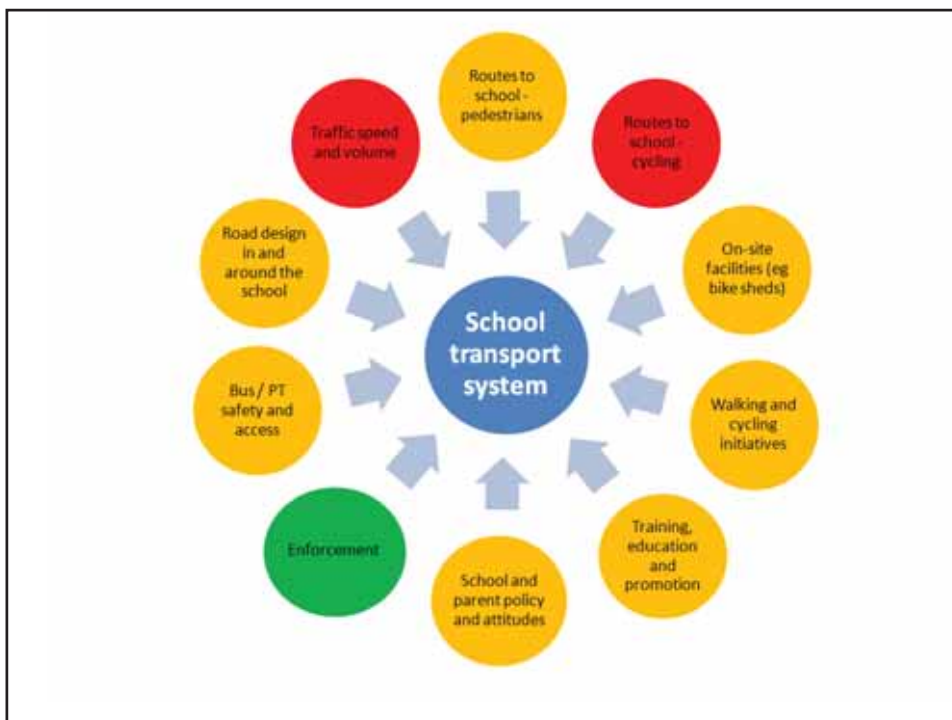 Routes to
school -
pedestrians
Routes to
school -
cycling
On-site
facilities (eg
bike sheds)
Walking and
cycling
initiatives
Training,
education
and
promotion
School and
parent policy
and attitudes
Enforcement
Bus / PT
safety and
access
Road design
in and
around the
school
Traffic speed
and volume
School
transport
system